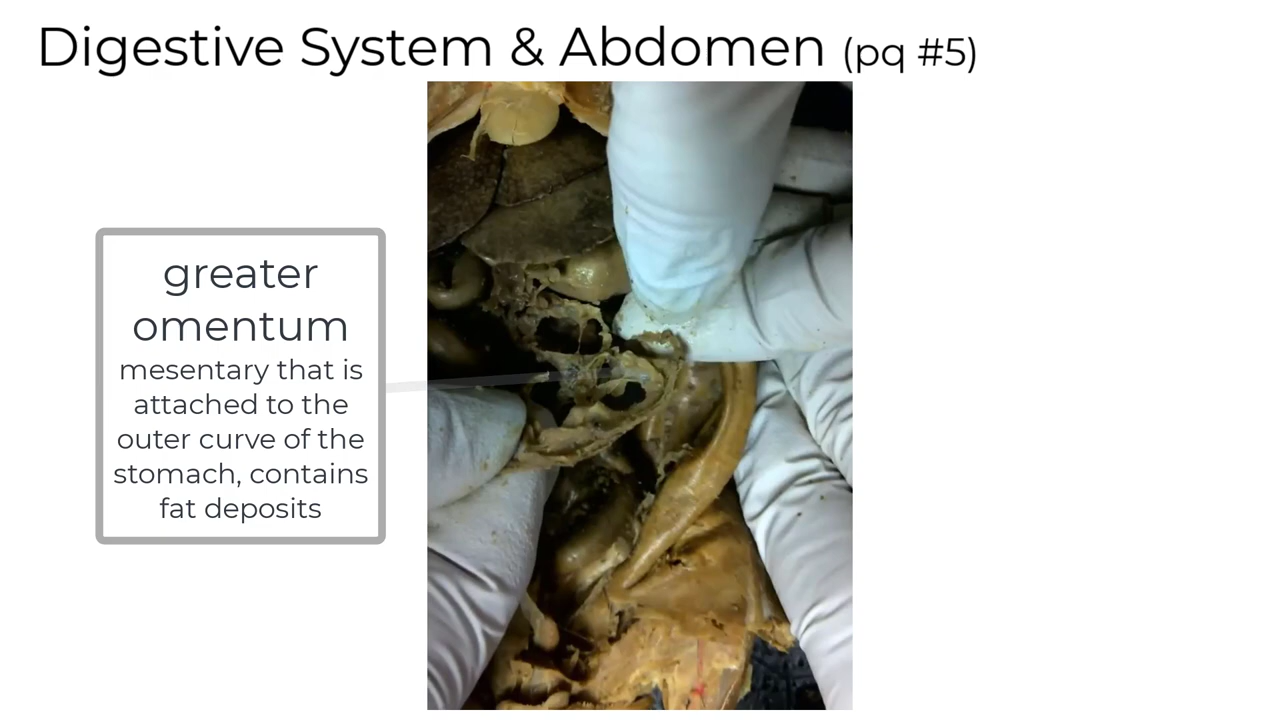 Digestive System & Abdomen (pq #5)
greater
omentum
mesentary that is
attached to the
outer curve of the
stomach, contains
fat deposits